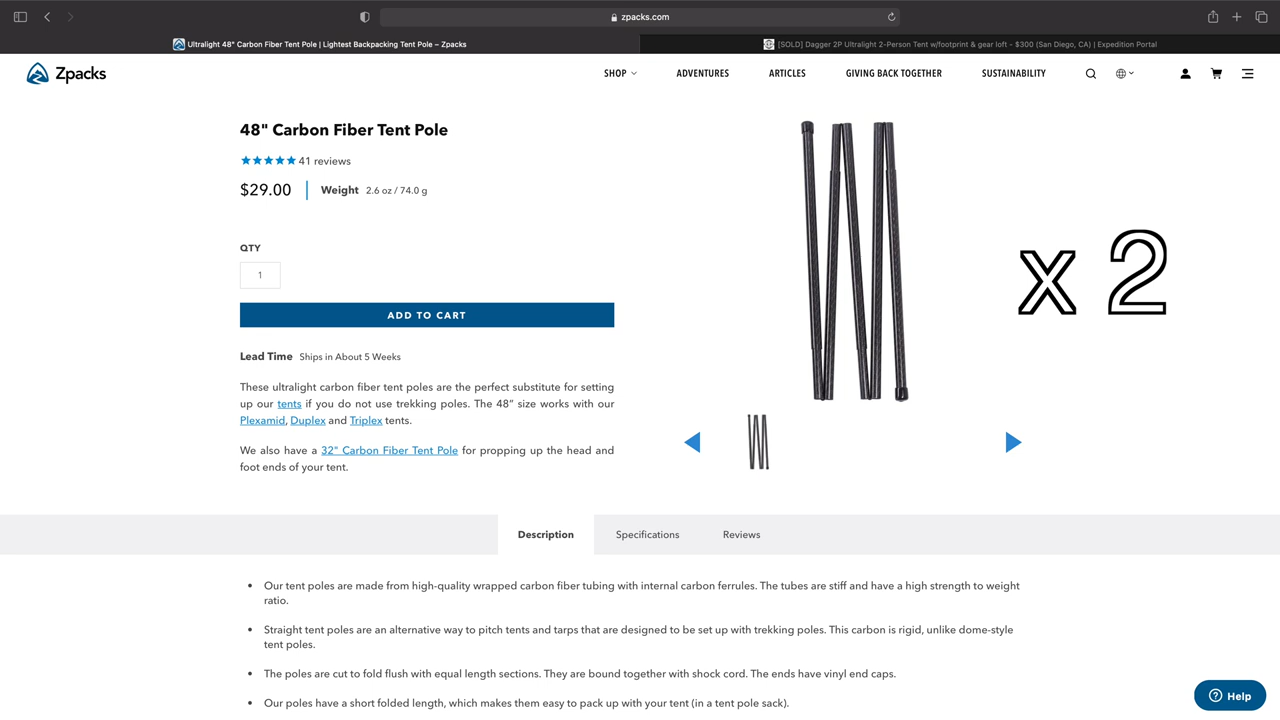 zpacks.com
Ultralight 48" Carbon Fiber Tent Pole | Lightest Backpacking Tent Pole – Zpacks
[SOLD] Dagger 2P Ultralight 2-Person Tent w/footprint & gear loft - $300 (San Diego, CA) | Expedition Portal
Zpacks
SHOP
ADVENTURES
ARTICLES
GIVING BACK TOGETHER
SUSTAINABILITY
48" Carbon Fiber Tent Pole
41 reviews
$29.00
Weight 2.6 oz / 74.0 g
QTY
1
ADD TO CART
Lead Time Ships in About 5 Weeks
These ultralight carbon fiber tent poles are the perfect substitute for setting
up our tents if you do not use trekking poles. The 48" size works with our
Plexamid, Duplex and Triplex tents.
We also have a 32" Carbon Fiber Tent Pole for propping up the head and
foot ends of your tent.
x 2
Description
Specifications
Reviews
Our tent poles are made from high-quality wrapped carbon fiber tubing with internal carbon ferrules. The tubes are stiff and have a high strength to weight
ratio.
Straight tent poles are an alternative way to pitch tents and tarps that are designed to be set up with trekking poles. This carbon is rigid, unlike dome-style
tent poles.
The poles are cut to fold flush with equal length sections. They are bound together with shock cord. The ends have vinyl end caps.
Our poles have a short folded length, which makes them easy to pack up with your tent (in a tent pole sack).
Help